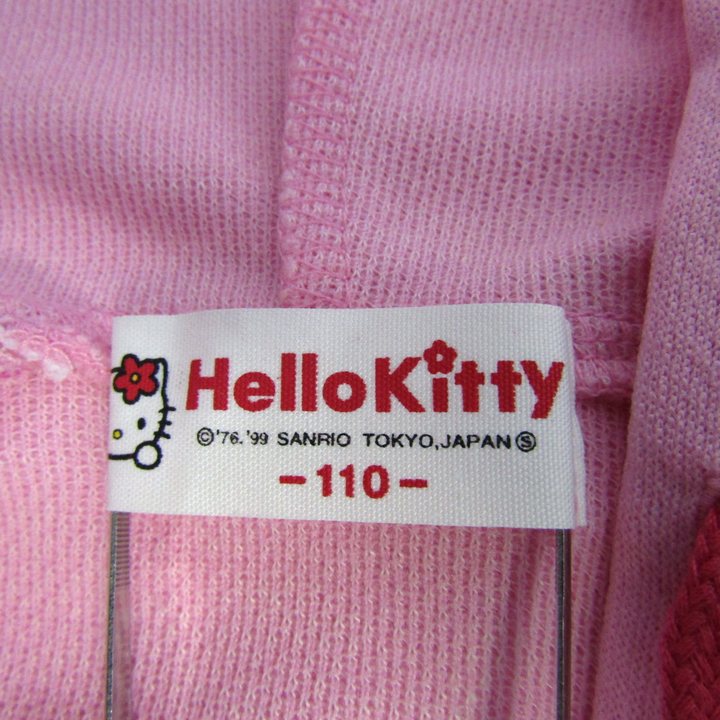 HelloKitty
©'76.'99 SANRIO TOKYO,JAPAN Ⓢ
-110-